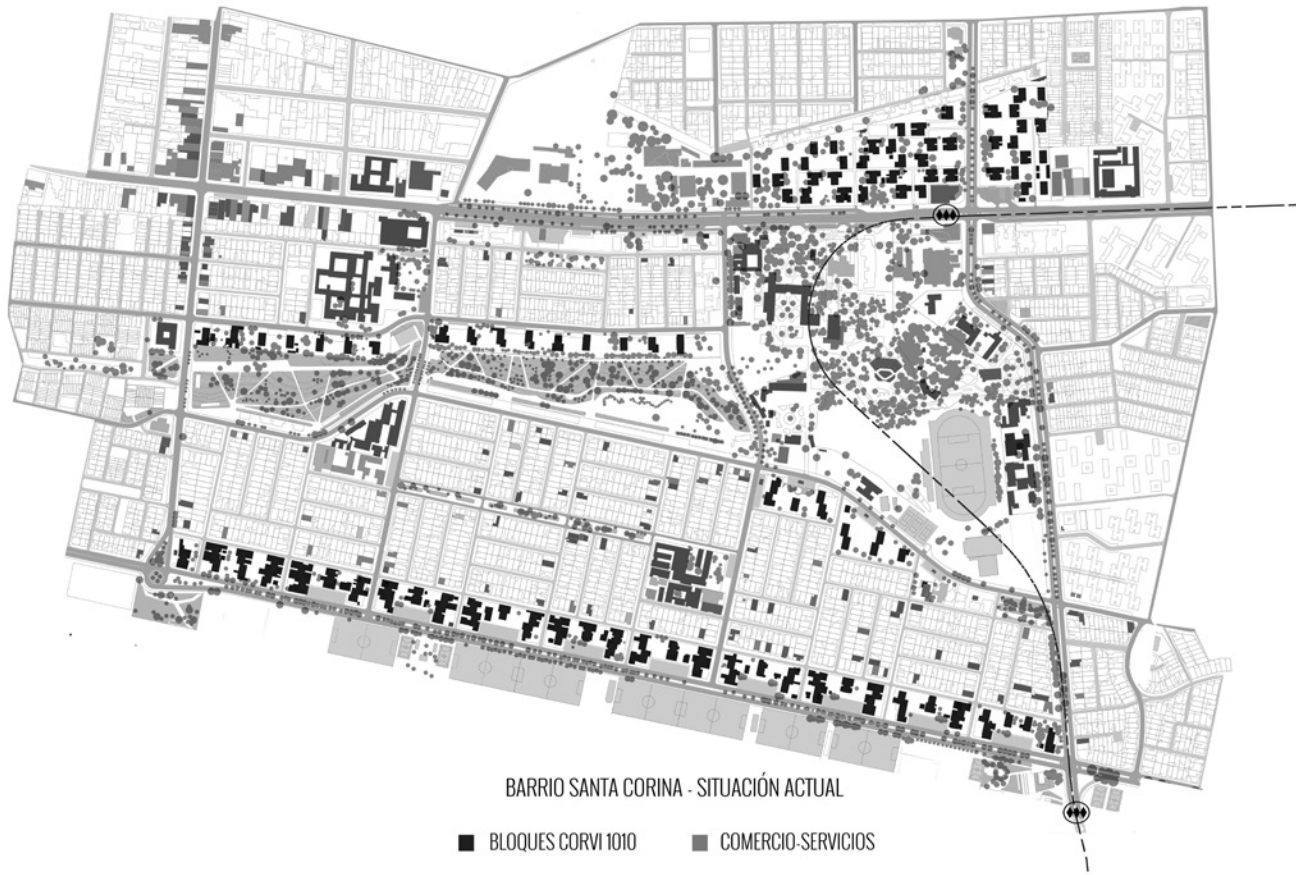 BARRIO SANTA CORINA - SITUACIÓN ACTUAL
BLOQUES CORVI 1010
COMERCIO-SERVICIOS